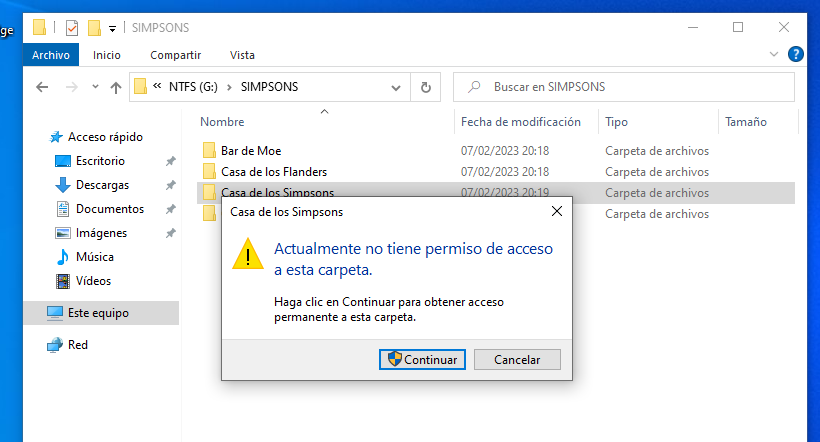 ge
SIMPSONS
Archivo Inicio Compartir Vista
« NTFS (G:) > SIMPSONS
Buscar en SIMPSONS
Nombre Fecha de modificación Tipo Tamaño
Acceso rápido
Escritorio
Descargas
Documentos
Imágenes
Música
Vídeos
Este equipo
Red
Bar de Moe 07/02/2023 20:18 Carpeta de archivos
Casa de los Flanders 07/02/2023 20:18 Carpeta de archivos
Casa de los Simpsons 07/02/2023 20:19 Carpeta de archivos
Carpeta de archivos
Casa de los Simpsons
Actualmente no tiene permiso de acceso
a esta carpeta.
Haga clic en Continuar para obtener acceso
permanente a esta carpeta.
Continuar Cancelar